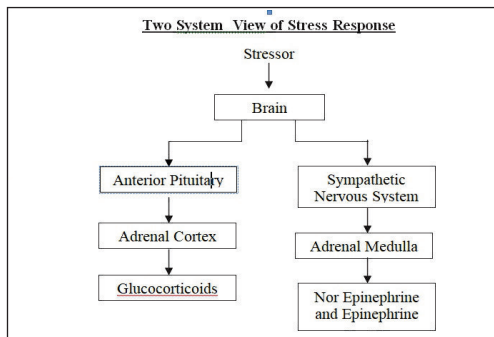 Two System View of Stress Response
Stressor
Brain
Anterior Pituitary
Sympathetic
Nervous System
Adrenal Cortex
Adrenal Medulla
Glucocorticoids
Nor Epinephrine
and Epinephrine